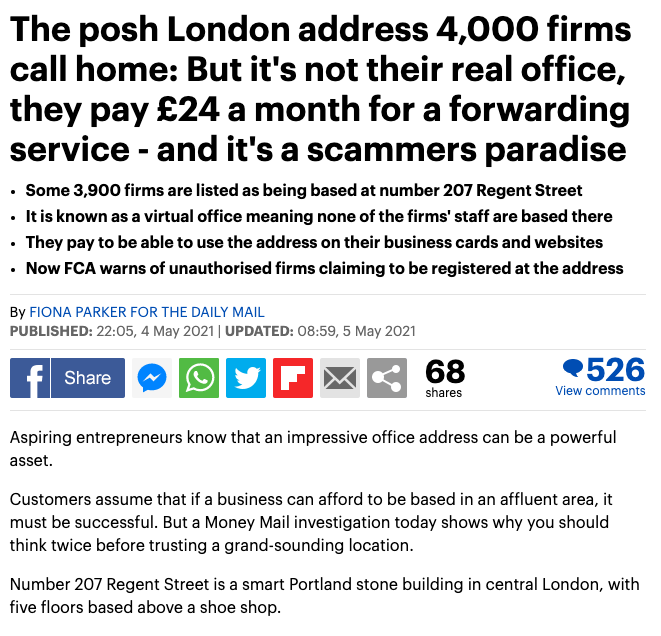 The posh London address 4,000 firms
call home: But it's not their real office,
they pay £24 a month for a forwarding
service - and it's a scammers paradise
• Some 3,900 firms are listed as being based at number 207 Regent Street
• It is known as a virtual office meaning none of the firms' staff are based there
• They pay to be able to use the address on their business cards and websites
• Now FCA warns of unauthorised firms claiming to be registered at the address
By FIONA PARKER FOR THE DAILY MAIL
PUBLISHED: 22:05, 4 May 2021 | UPDATED: 08:59, 5 May 2021
f Share 68 526
shares View comments
Aspiring entrepreneurs know that an impressive office address can be a powerful
asset.
Customers assume that if a business can afford to be based in an affluent area, it
must be successful. But a Money Mail investigation today shows why you should
think twice before trusting a grand-sounding location.
Number 207 Regent Street is a smart Portland stone building in central London, with
five floors based above a shoe shop.